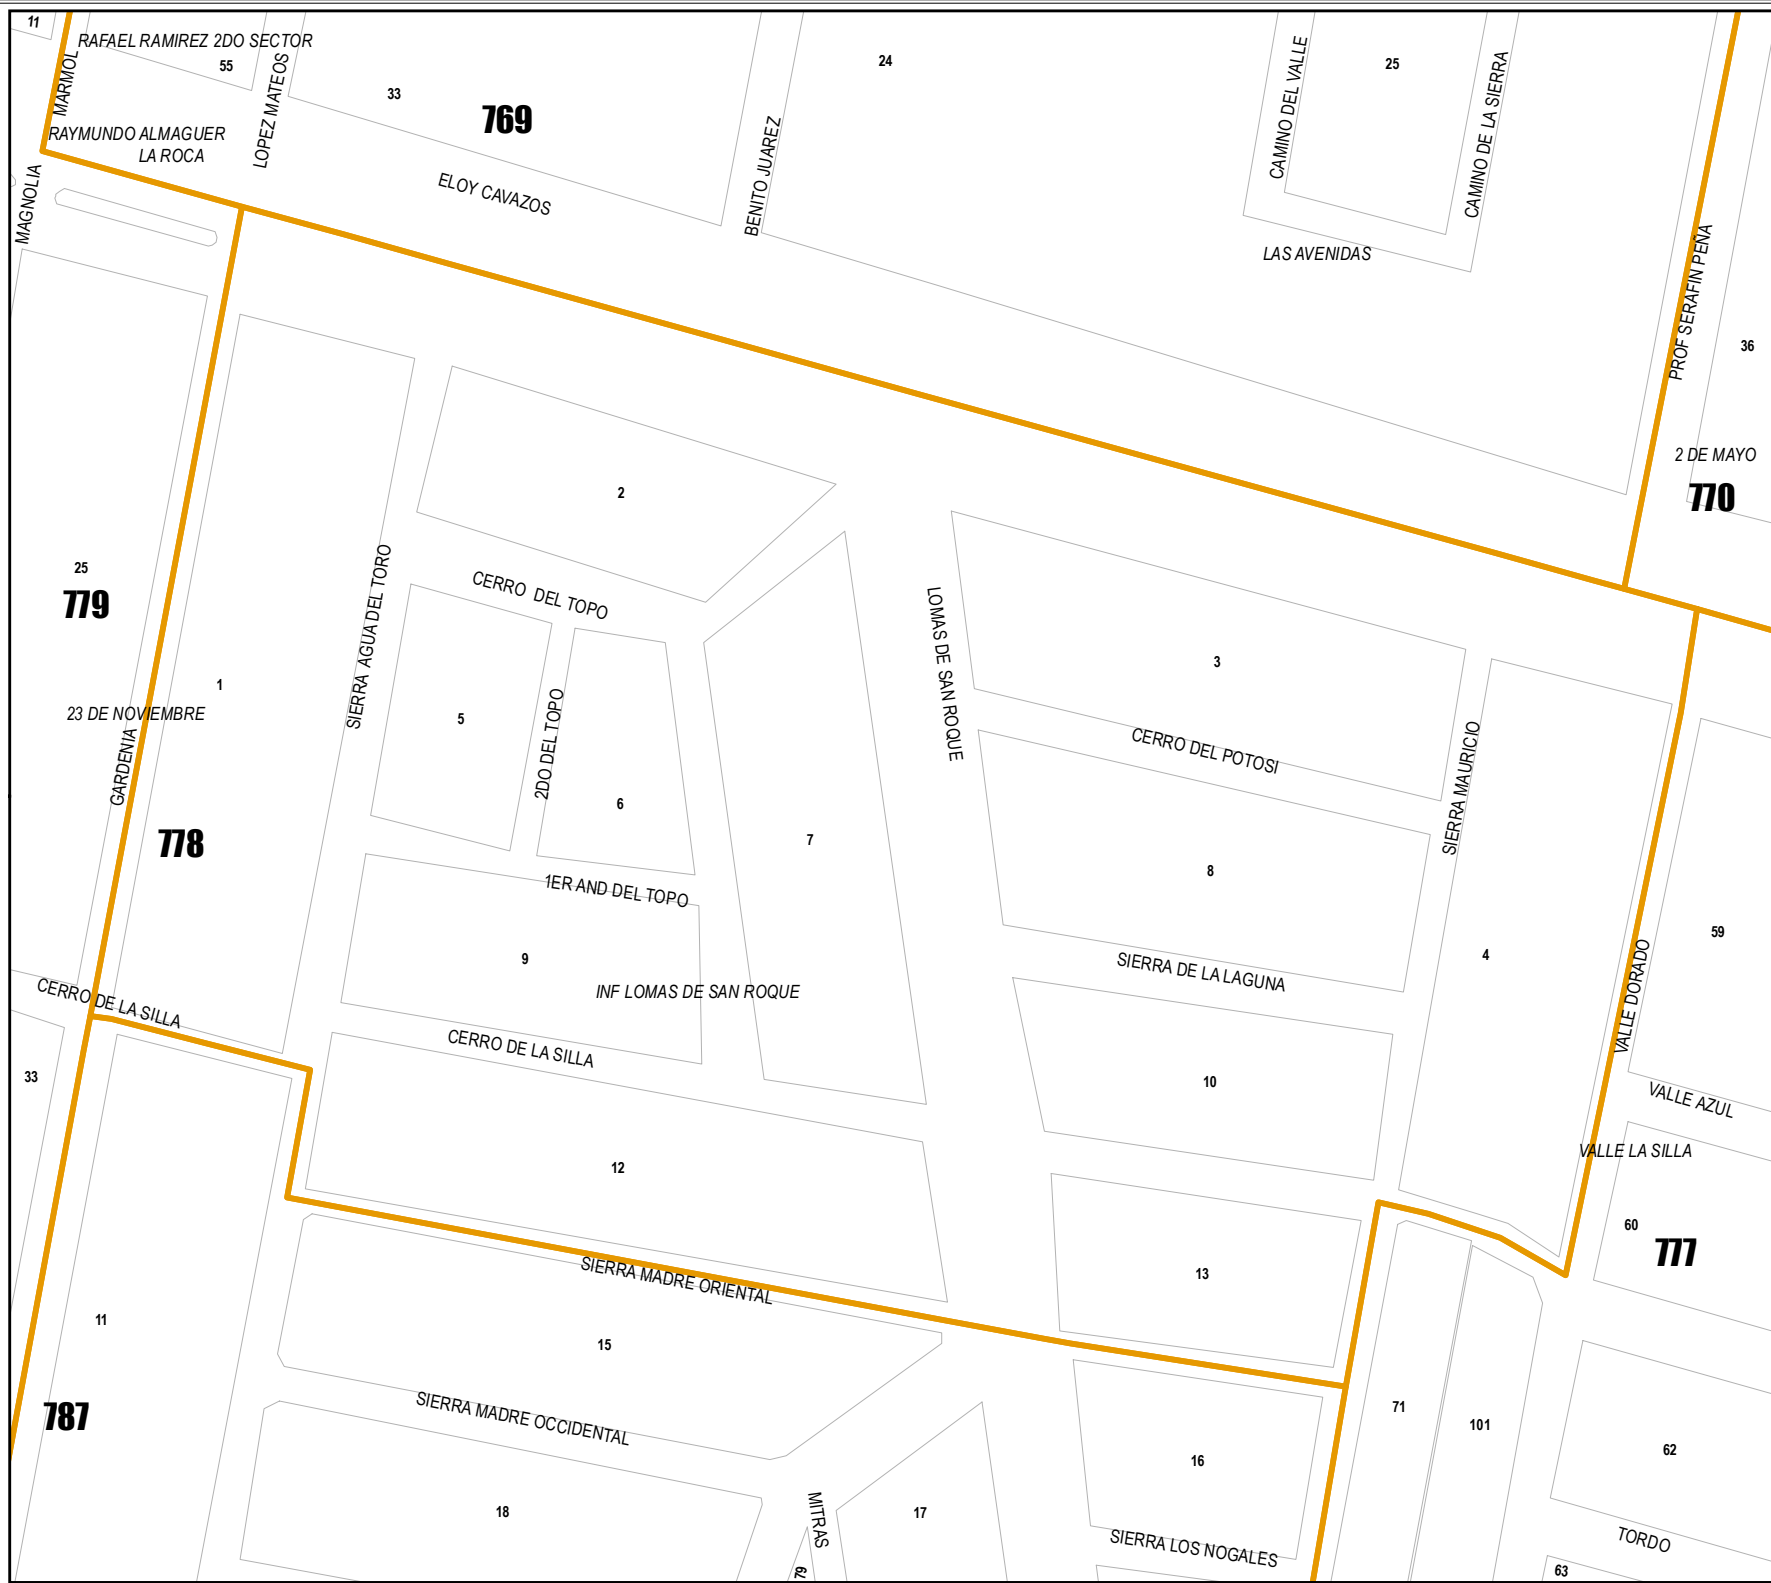 11
RAFAEL RAMIREZ 2DO SECTOR
55
MARMOL
LOPEZ MATEOS
33
769
24
25
CAMINO DEL VALLE
CAMINO DE LA SIERRA
RAYMUNDO ALMAGUER
LA ROCA
MAGNOLIA
ELOY CAVAZOS
BENITO JUAREZ
LAS AVENIDAS
PROF SERAFIN PEÑA
36
2 DE MAYO
770
2
25
779
CERRO DEL TOPO
SIERRA AGUA DEL TORO
LOMAS DE SAN ROQUE
3
1
23 DE NOVIEMBRE
GARDENIA
5
2DO DEL TOPO
6
CERRO DEL POTOSI
SIERRA MAURICIO
778
7
8
1ER AND DEL TOPO
9
INF LOMAS DE SAN ROQUE
SIERRA DE LA LAGUNA
4
59
VALLE DORADO
CERRO DE LA SILLA
CERRO DE LA SILLA
33
10
VALLE AZUL
VALLE LA SILLA
12
60
777
SIERRA MADRE ORIENTAL
13
11
15
787
SIERRA MADRE OCCIDENTAL
71
101
62
16
18
MITRAS
17
SIERRA LOS NOGALES
TORDO
79
63